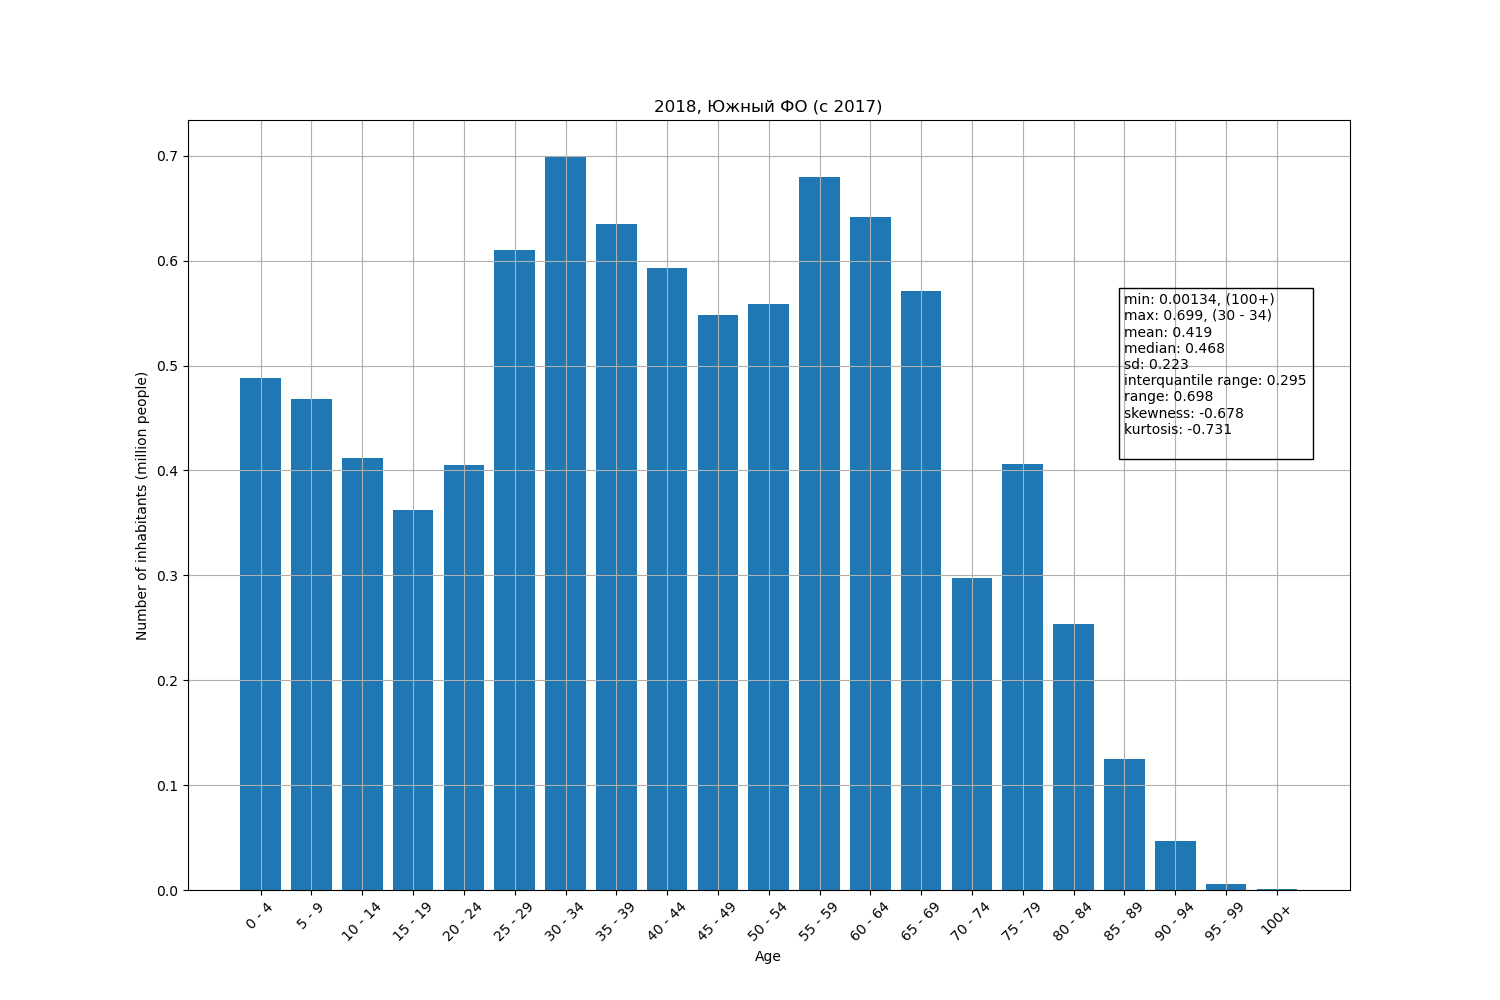 2018, Южный ФО (с 2017)
Number of inhabitants (million people)
0.7
0.6
0.5
0.4
0.3
0.2
0.1
0.0
min: 0.00134, (100+)
max: 0.699, (30 - 34)
mean: 0.419
median: 0.468
sd: 0.223
interquantile range: 0.295
range: 0.698
skewness: -0.678
kurtosis: -0.731
0 - 4
5 - 9
10 - 14
15 - 19
20 - 24
25 - 29
30 - 34
35 - 39
40 - 44
45 - 49
50 - 54
55 - 59
60 - 64
65 - 69
70 - 74
75 - 79
80 - 84
85 - 89
90 - 94
95 - 99
100+
Age